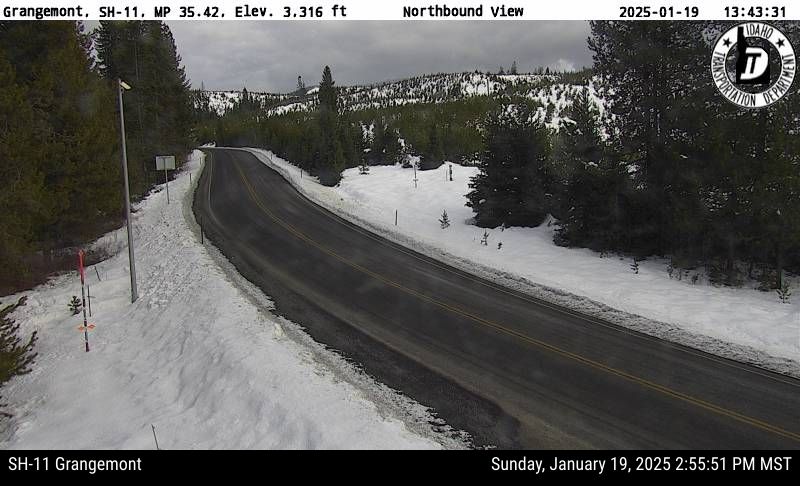 Grangemont, SH-11, MP 35.42, Elev. 3,316 ft Northbound View 2025-01-19 13:43:31
IDAHO TRANSPORTATION DEPARTMENT
SH-11 Grangemont Sunday, January 19, 2025 2:55:51 PM MST